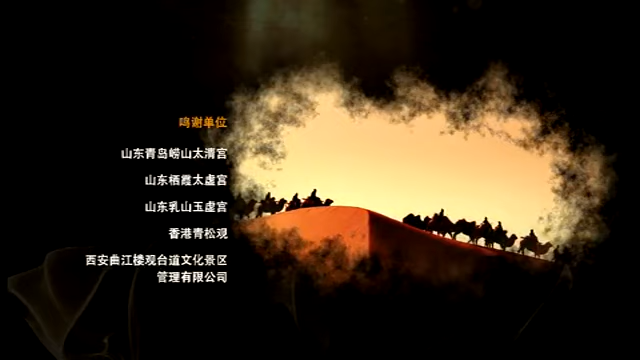 鸣谢单位
山东青岛崂山太清宫
山东栖霞太虚宫
山东乳山玉虚宫
香港青松观
西安曲江楼观台道文化景区
管理有限公司